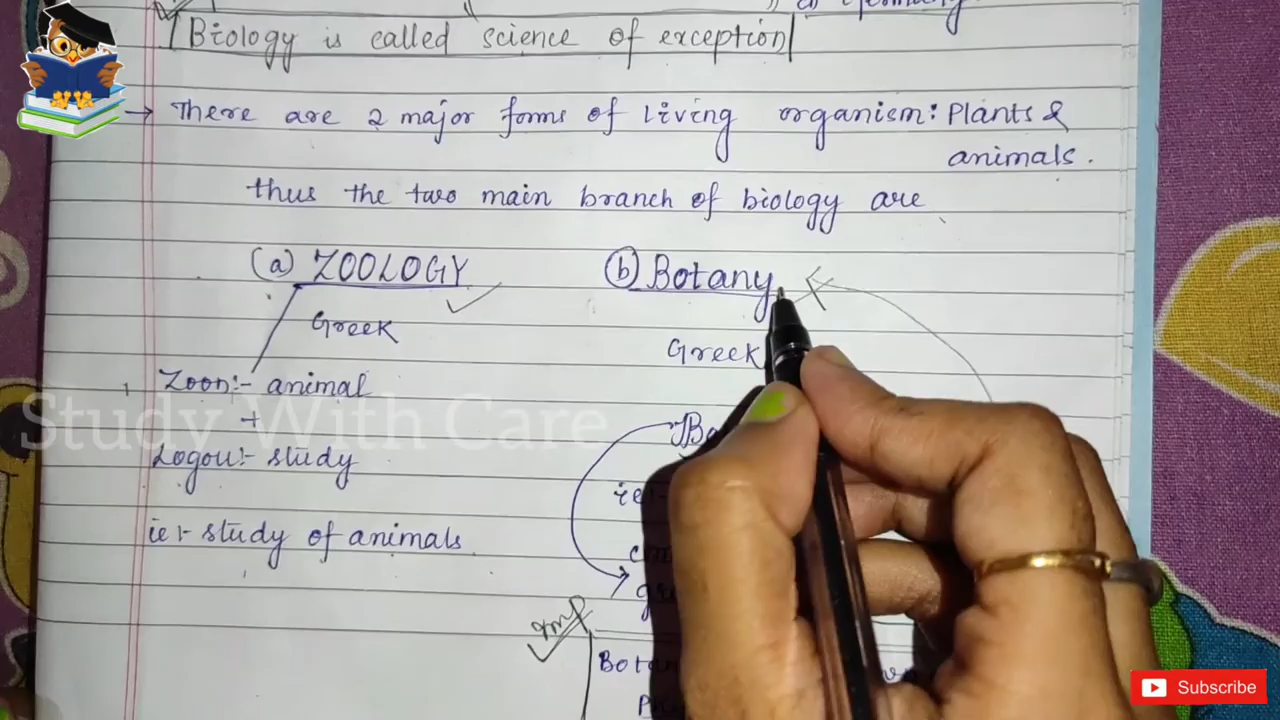 Biology is called science of exception
→ There are 2 major forms of living organism: Plants &
animals.
thus the two main branch of biology are
(a) ZOOLOGY
(b) Botany
Greek
Greek
Zoon:- animal
+
Logou:- study
ie:- study of animals
ie:-
Imp
Study With Care
Subscribe